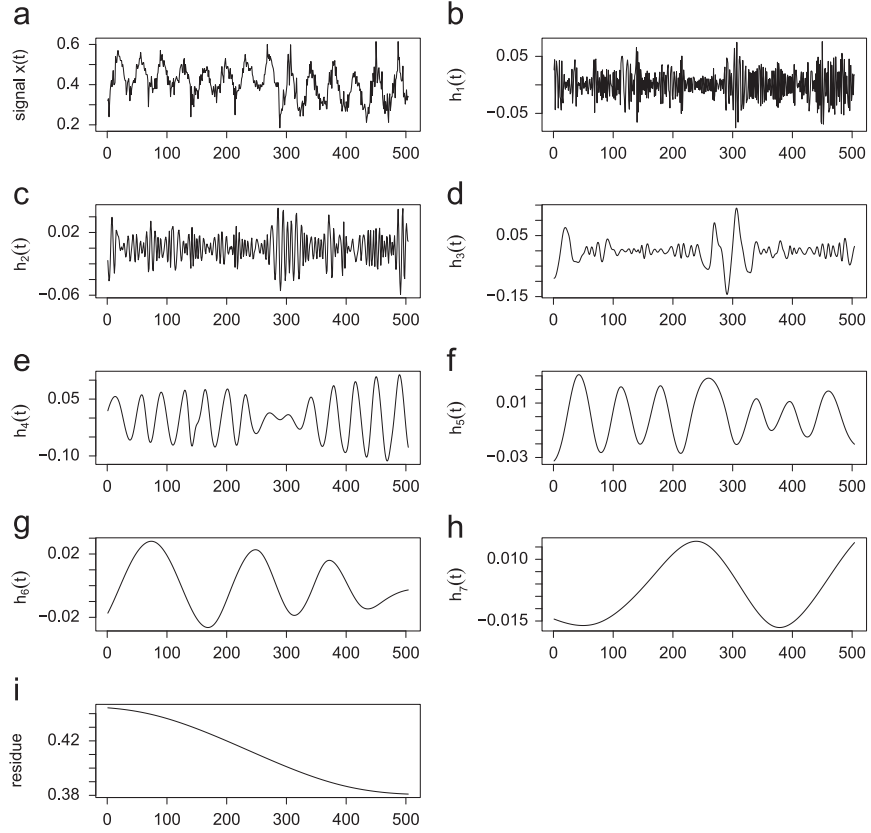 a
b
signal x(t)
0.6
0.4
0.2
0 100 200 300 400 500
h1(t)
0.05
−0.05
0 100 200 300 400 500
c
d
h2(t)
0.02
−0.06
0 100 200 300 400 500
h3(t)
0.05
−0.15
0 100 200 300 400 500
e
f
h4(t)
0.05
−0.10
0 100 200 300 400 500
h5(t)
0.01
−0.03
0 100 200 300 400 500
g
h
h6(t)
0.02
−0.02
0 100 200 300 400 500
h7(t)
0.010
−0.015
0 100 200 300 400 500
i
residue
0.42
0.38
0 100 200 300 400 500